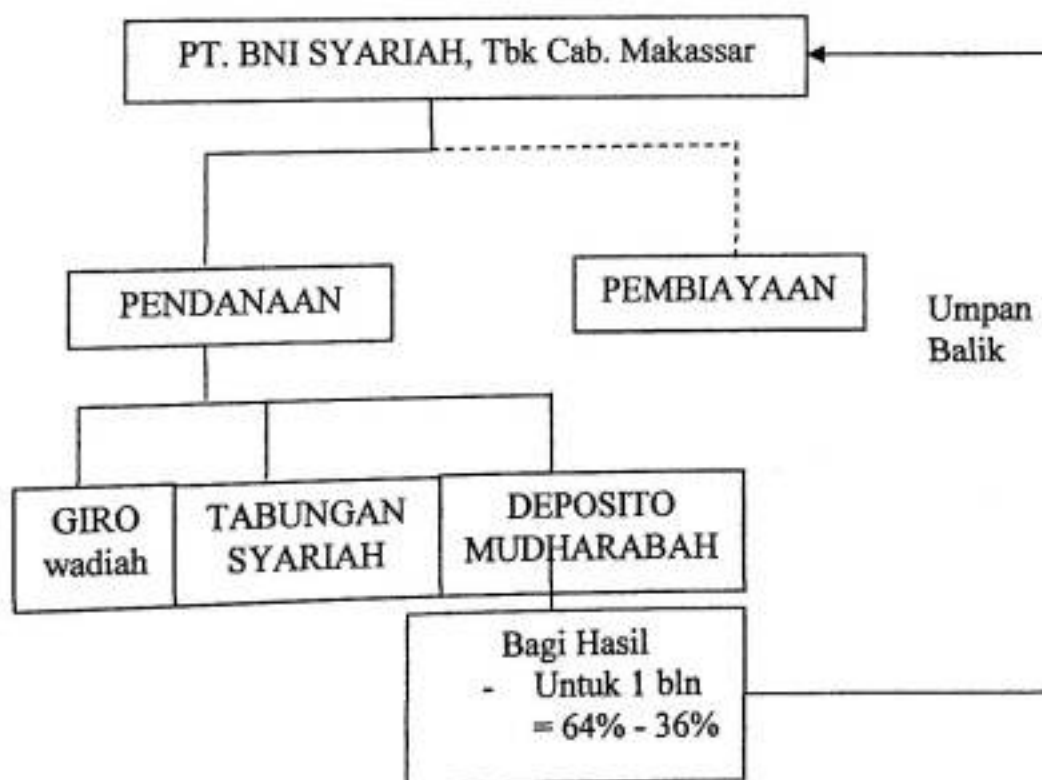 PT. BNI SYARIAH, Tbk Cab. Makassar
PENDANAAN
PEMBIAYAAN
Umpan
Balik
GIRO
wadiah
TABUNGAN
SYARIAH
DEPOSITO
MUDHARABAH
Bagi Hasil
- Untuk 1 bln
= 64% - 36%